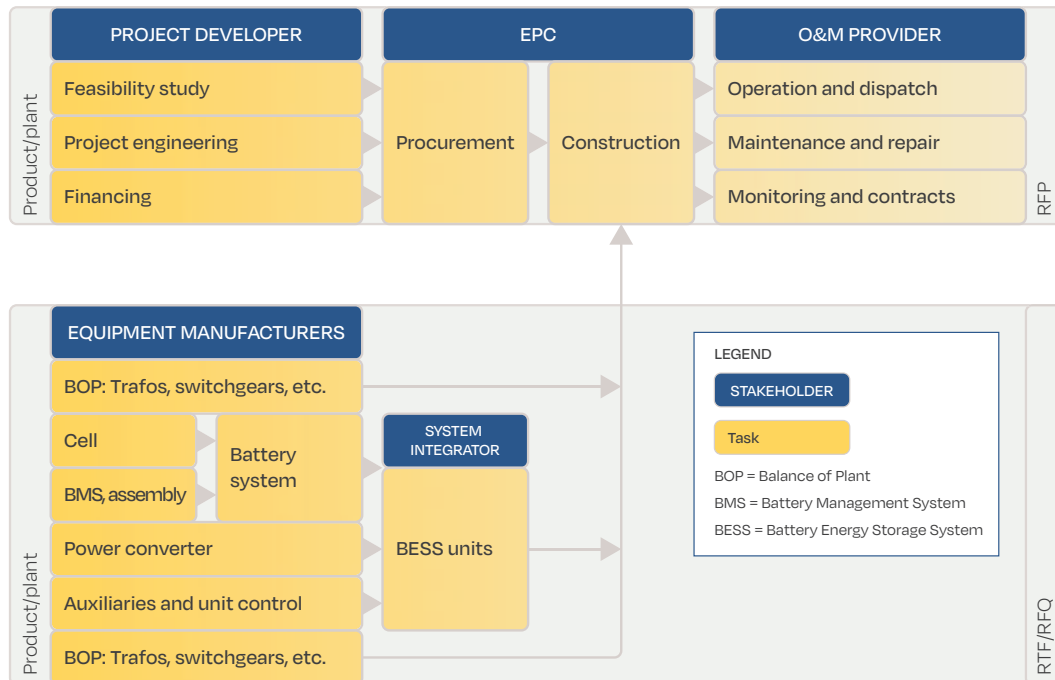 PROJECT DEVELOPER
EPC
O&M PROVIDER
Product/plant
Feasibility study
Project engineering
Financing
Procurement
Construction
Operation and dispatch
Maintenance and repair
Monitoring and contracts
RFP
EQUIPMENT MANUFACTURERS
Product/plant
BOP: Trafos, switchgears, etc.
Cell
BMS, assembly
Battery
system
Power converter
Auxiliaries and unit control
BOP: Trafos, switchgears, etc.
SYSTEM
INTEGRATOR
BESS units
LEGEND
STAKEHOLDER
Task
BOP = Balance of Plant
BMS = Battery Management System
BESS = Battery Energy Storage System
RTF/RFQ